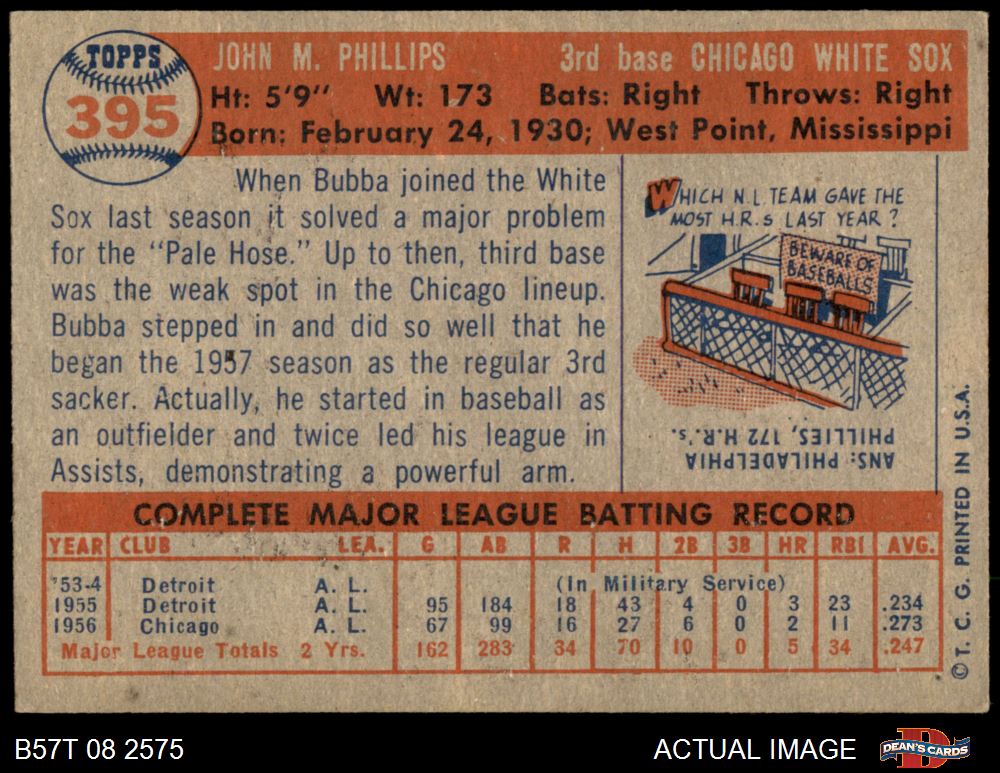 TOPPS
395
JOHN M. PHILLIPS 3rd base CHICAGO WHITE SOX
Ht: 5'9" Wt: 173 Bats: Right Throws: Right
Born: February 24, 1930; West Point, Mississippi
When Bubba joined the White
Sox last season it solved a major problem
for the "Pale Hose." Up to then, third base
was the weak spot in the Chicago lineup.
Bubba stepped in and did so well that he
began the 1957 season as the regular 3rd
sacker. Actually, he started in baseball as
an outfielder and twice led his league in
Assists, demonstrating a powerful arm.
WHICH N.L. TEAM GAVE THE
MOST H.R.s LAST YEAR?
BEWARE OF
BASEBALLS
ANS: PHILADELPHIA
PHILLIES, 172 H.R.'s.
COMPLETE MAJOR LEAGUE BATTING RECORD
YEAR CLUB LEA. G AB R H 2B 3B HR RBI AVG.
'53-4 Detroit A. L. (In Military Service)
1955 Detroit A. L. 95 184 18 43 4 0 3 23 .234
1956 Chicago A. L. 67 99 16 27 6 0 2 11 .273
Major League Totals 2 Yrs. 162 283 34 70 10 0 5 34 .247
© T. C. G. PRINTED IN U.S.A.
B57T 08 2575 ACTUAL IMAGE DEAN'S CARDS